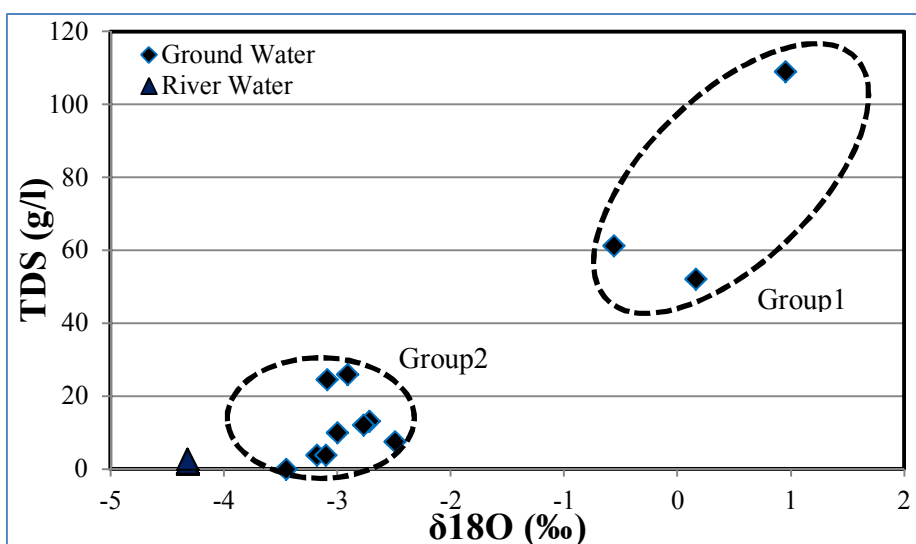 120
Ground Water
River Water
100
80
TDS (g/l)
60
Group1
40
Group2
20
0
-5 -4 -3 -2 -1 0 1 2
δ18O (‰)